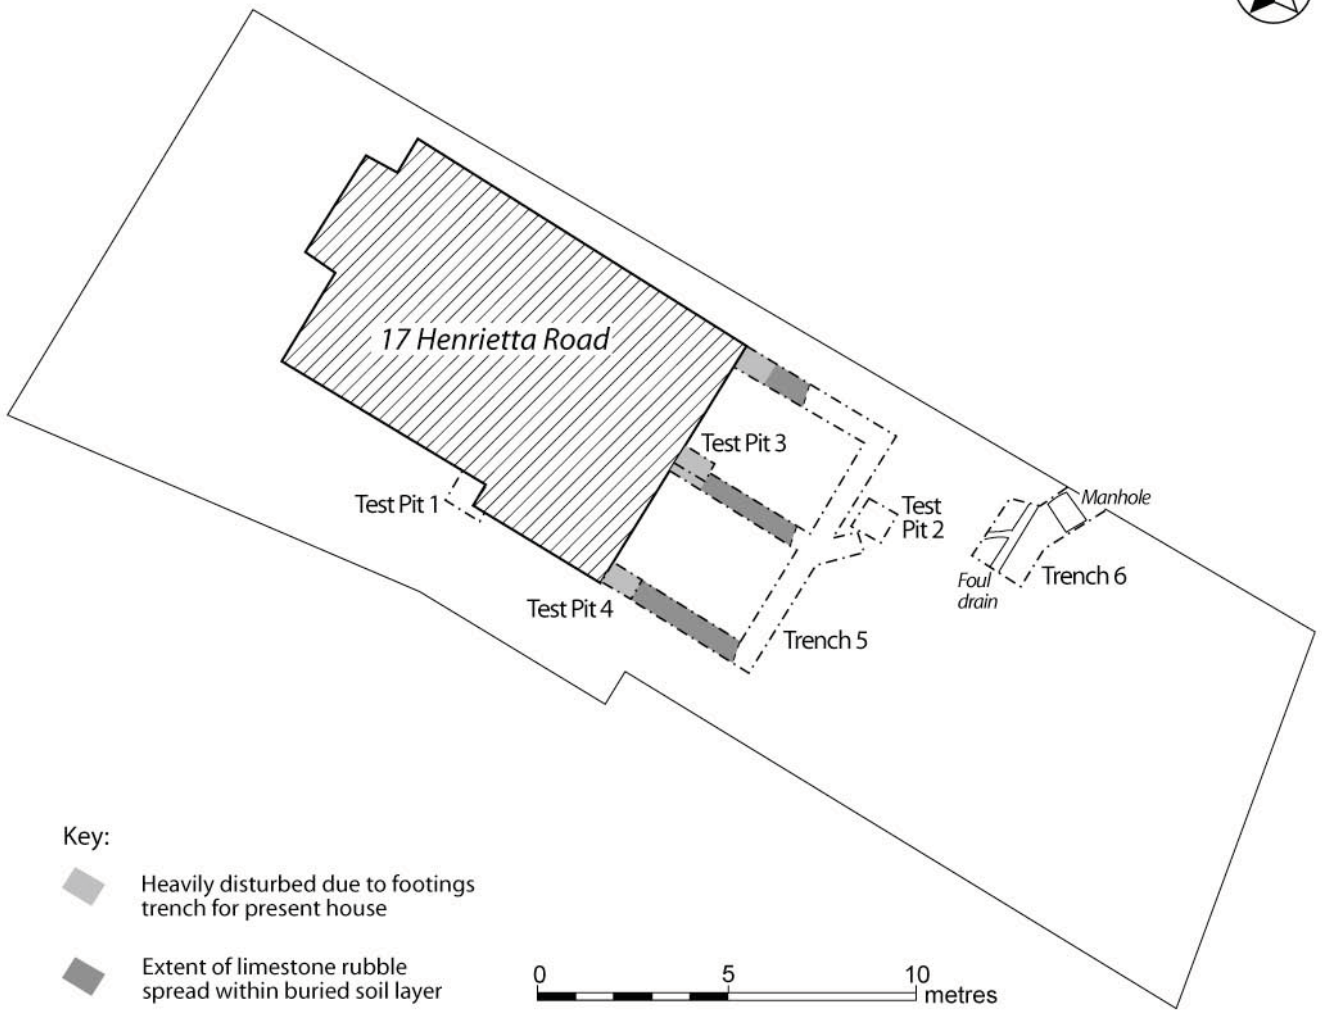 17 Henrietta Road
Test Pit 3
Test Pit 1
Test
Pit 2
Manhole
Foul
drain
Trench 6
Test Pit 4
Trench 5
Key:
Heavily disturbed due to footings
trench for present house
Extent of limestone rubble
spread within buried soil layer
0 5 10
metres